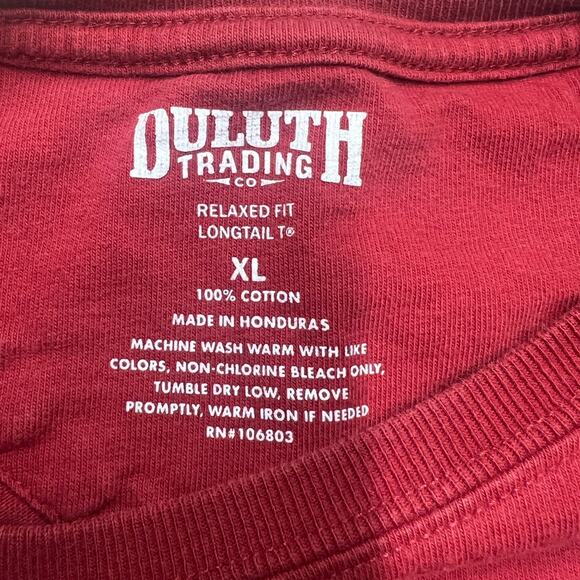 DULUTH
TRADING
CO
RELAXED FIT
LONGTAIL T®
XL
100% COTTON
MADE IN HONDURAS
MACHINE WASH WARM WITH LIKE
COLORS, NON-CHLORINE BLEACH ONLY,
TUMBLE DRY LOW, REMOVE
PROMPTLY, WARM IRON IF NEEDED
RN#106803